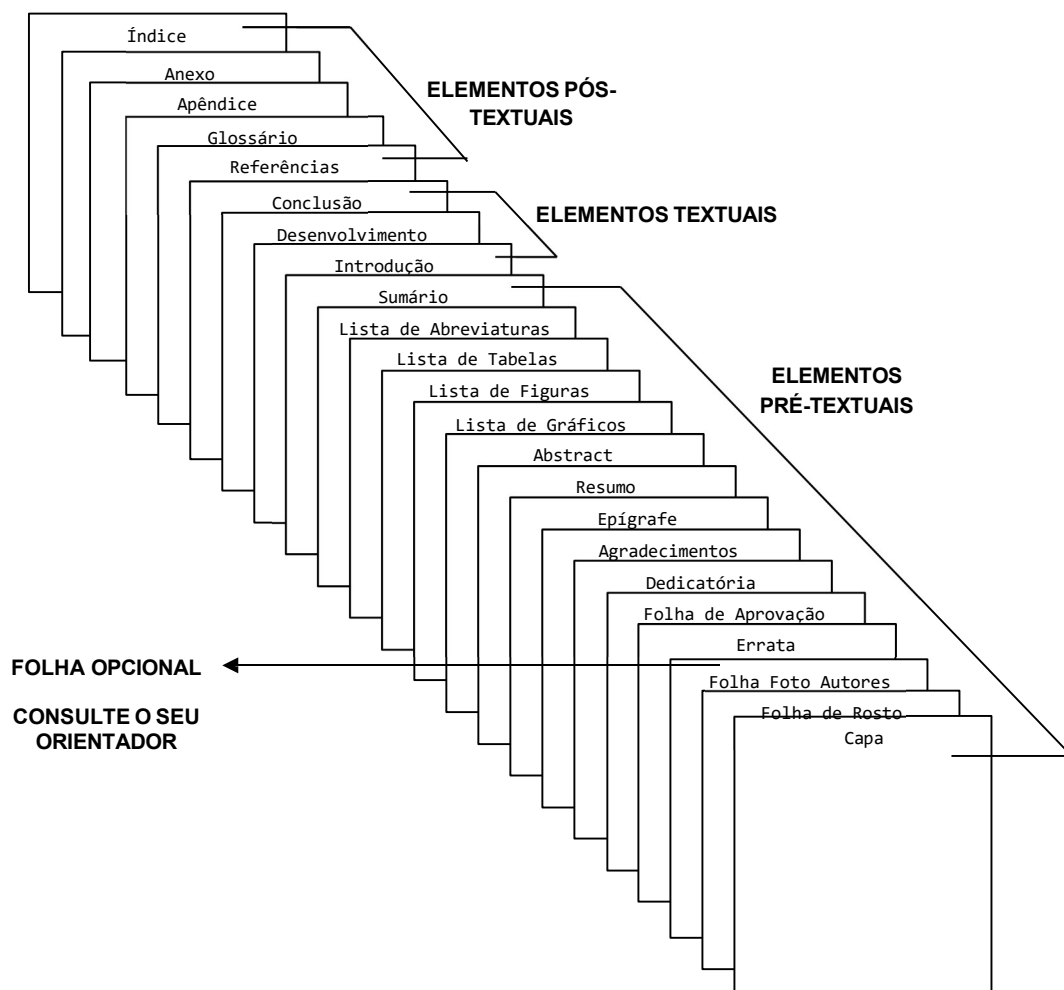 Índice
Anexo
Apêndice
Glossário
Referências
Conclusão
Desenvolvimento
Introdução
Sumário
Lista de Abreviaturas
Lista de Tabelas
Lista de Figuras
Lista de Gráficos
Abstract
Resumo
Epígrafe
Agradecimentos
Dedicatória
Folha de Aprovação
Errata
Folha Foto Autores
Folha de Rosto
Capa
ELEMENTOS PÓS-
TEXTUAIS
ELEMENTOS TEXTUAIS
ELEMENTOS
PRÉ-TEXTUAIS
FOLHA OPCIONAL
CONSULTE O SEU
ORIENTADOR